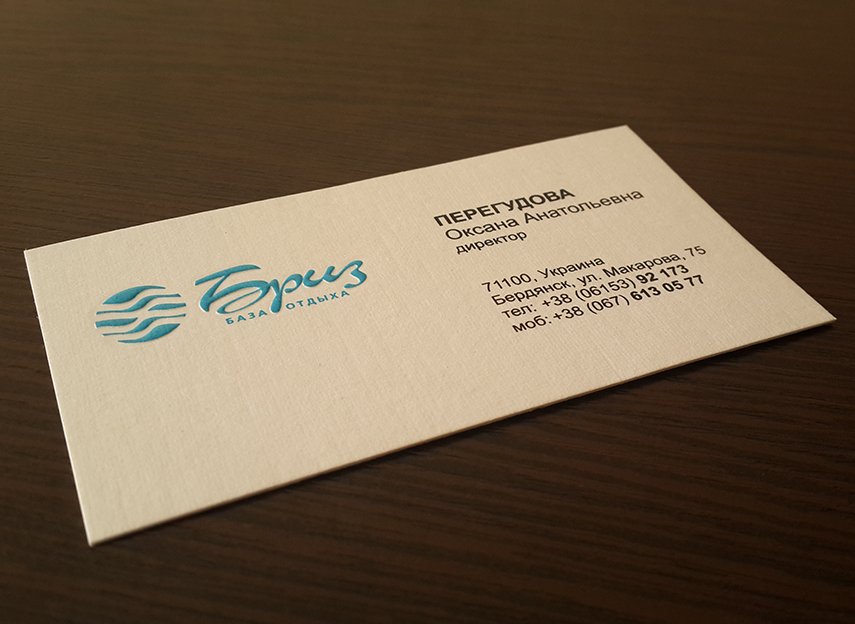 Бриз
БАЗА ОТДЫХА
ПЕРЕГУДОВА
Оксана Анатольевна
директор
71100, Украина
Бердянск, ул. Макарова, 75
тел: +38 (06153) 92 173
моб: +38 (067) 613 05 77